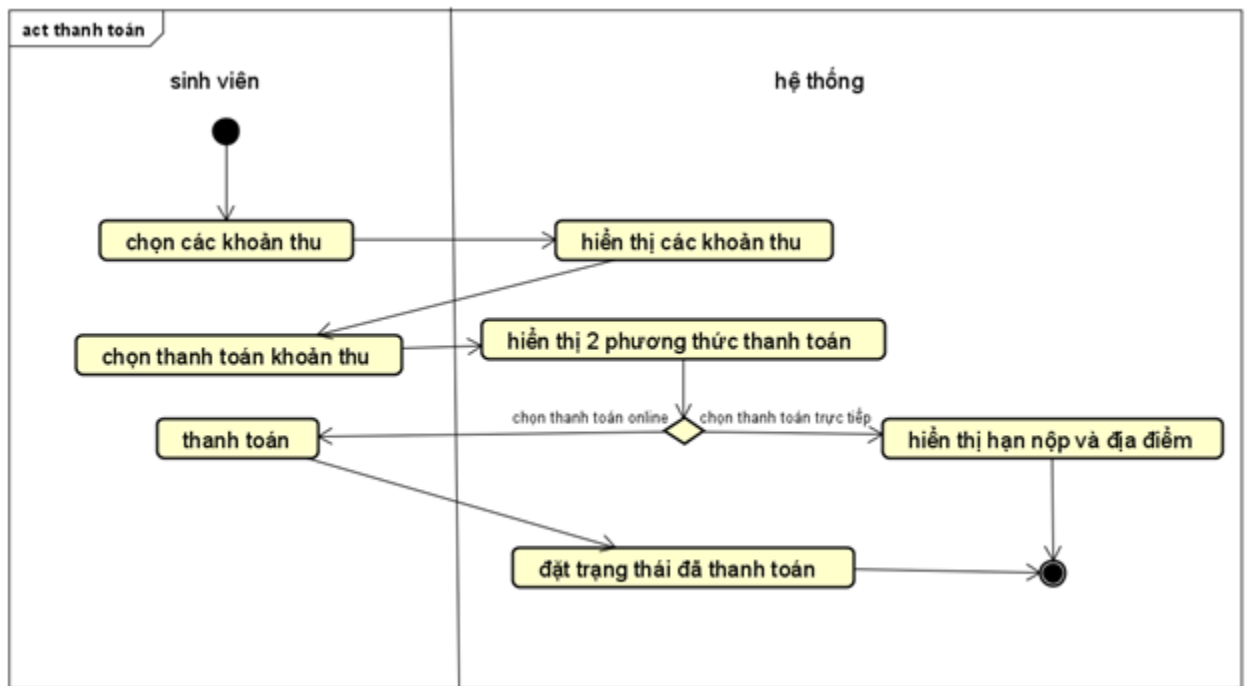 act thanh toán
sinh viên
hệ thống
chọn các khoản thu
hiển thị các khoản thu
chọn thanh toán khoản thu
hiển thị 2 phương thức thanh toán
chọn thanh toán online
chọn thanh toán trực tiếp
thanh toán
hiển thị hạn nộp và địa điểm
đặt trạng thái đã thanh toán